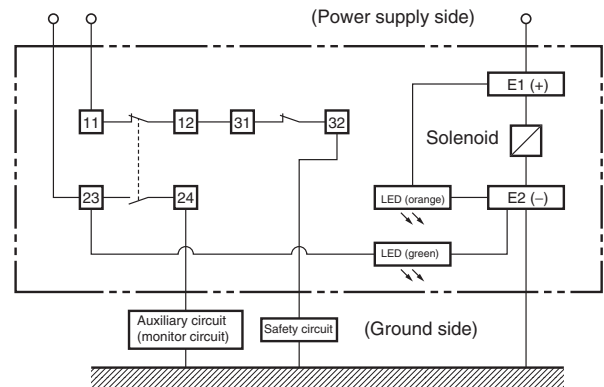 (Power supply side)
E1 (+)
11
12
31
32
Solenoid
23
24
LED (orange)
E2 (−)
LED (green)
Auxiliary circuit
(monitor circuit)
Safety circuit
(Ground side)